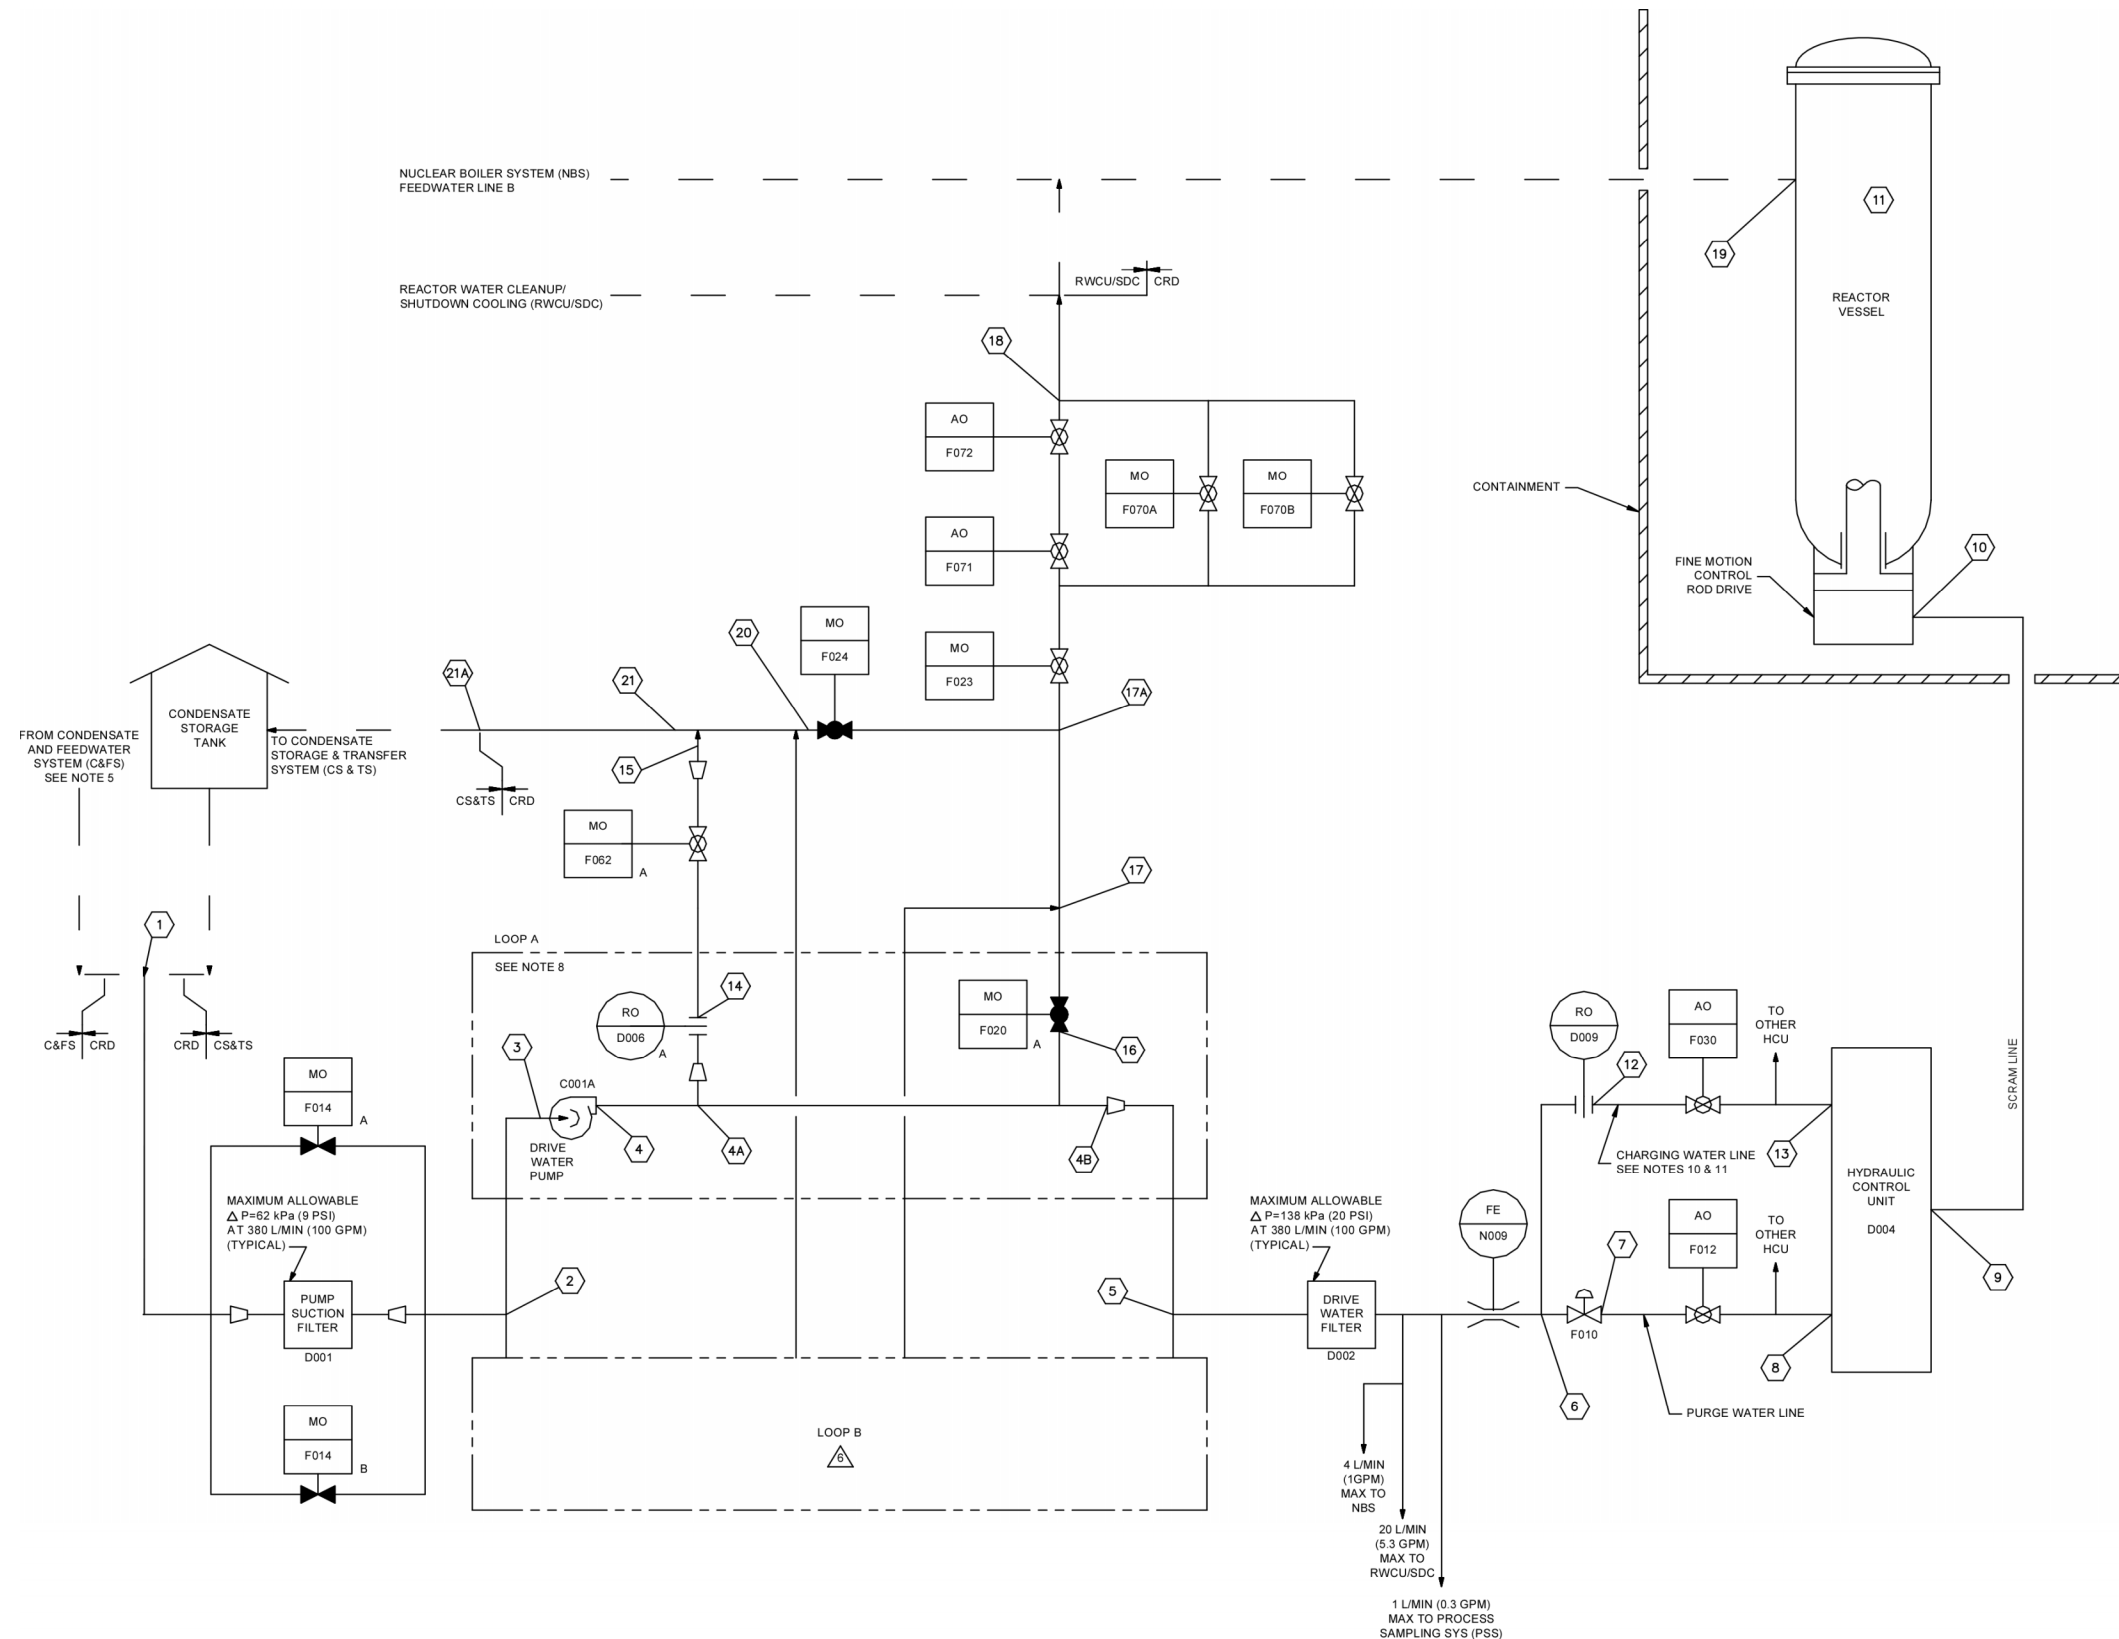 NUCLEAR BOILER SYSTEM (NBS)
FEEDWATER LINE B
11
19
RWCU/SDC
CRD
REACTOR WATER CLEANUP/
SHUTDOWN COOLING (RWCU/SDC)
REACTOR
VESSEL
18
AO
F072
MO
F070A
MO
F070B
CONTAINMENT
AO
F071
10
FINE MOTION
CONTROL
ROD DRIVE
MO
F024
20
MO
F023
21A
21
17A
CONDENSATE
STORAGE
TANK
FROM CONDENSATE
AND FEEDWATER
SYSTEM (C&FS)
SEE NOTE 5
TO CONDENSATE
STORAGE & TRANSFER
SYSTEM (CS & TS)
15
CS&TS
CRD
MO
F062
A
17
1
LOOP A
SEE NOTE 8
14
MO
F020
A
RO
D006
A
16
C&FS
CRD
CRD
CS&TS
3
C001A
4
4A
4B
DRIVE
WATER
PUMP
MO
F014
A
RO
D009
AO
F030
TO
OTHER
HCU
12
SCRAM LINE
CHARGING WATER LINE
SEE NOTES 10 & 11
13
HYDRAULIC
CONTROL
UNIT
D004
MAXIMUM ALLOWABLE
△ P=62 kPa (9 PSI)
AT 380 L/MIN (100 GPM)
(TYPICAL)
MAXIMUM ALLOWABLE
△ P=138 kPa (20 PSI)
AT 380 L/MIN (100 GPM)
(TYPICAL)
FE
N009
AO
F012
TO
OTHER
HCU
7
9
2
5
PUMP
SUCTION
FILTER
D001
DRIVE
WATER
FILTER
D002
F010
8
6
PURGE WATER LINE
MO
F014
B
LOOP B
6
4 L/MIN
(1GPM)
MAX TO
NBS
20 L/MIN
(5.3 GPM)
MAX TO
RWCU/SDC
1 L/MIN (0.3 GPM)
MAX TO PROCESS
SAMPLING SYS (PSS)